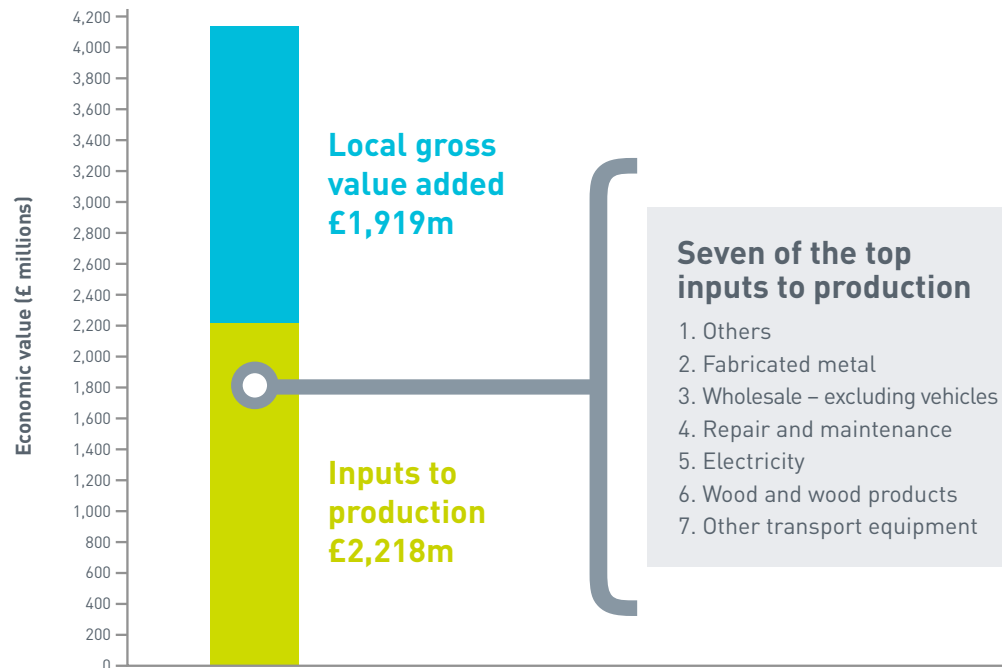 4,200
4,000
3,800
3,600
3,400
3,200
3,000
2,800
2,600
2,400
2,200
2,000
1,800
1,600
1,400
1,200
1,000
800
600
400
200
0
Economic value (£ millions)
Local gross
value added
£1,919m
Inputs to
production
£2,218m
Seven of the top
inputs to production
1. Others
2. Fabricated metal
3. Wholesale – excluding vehicles
4. Repair and maintenance
5. Electricity
6. Wood and wood products
7. Other transport equipment